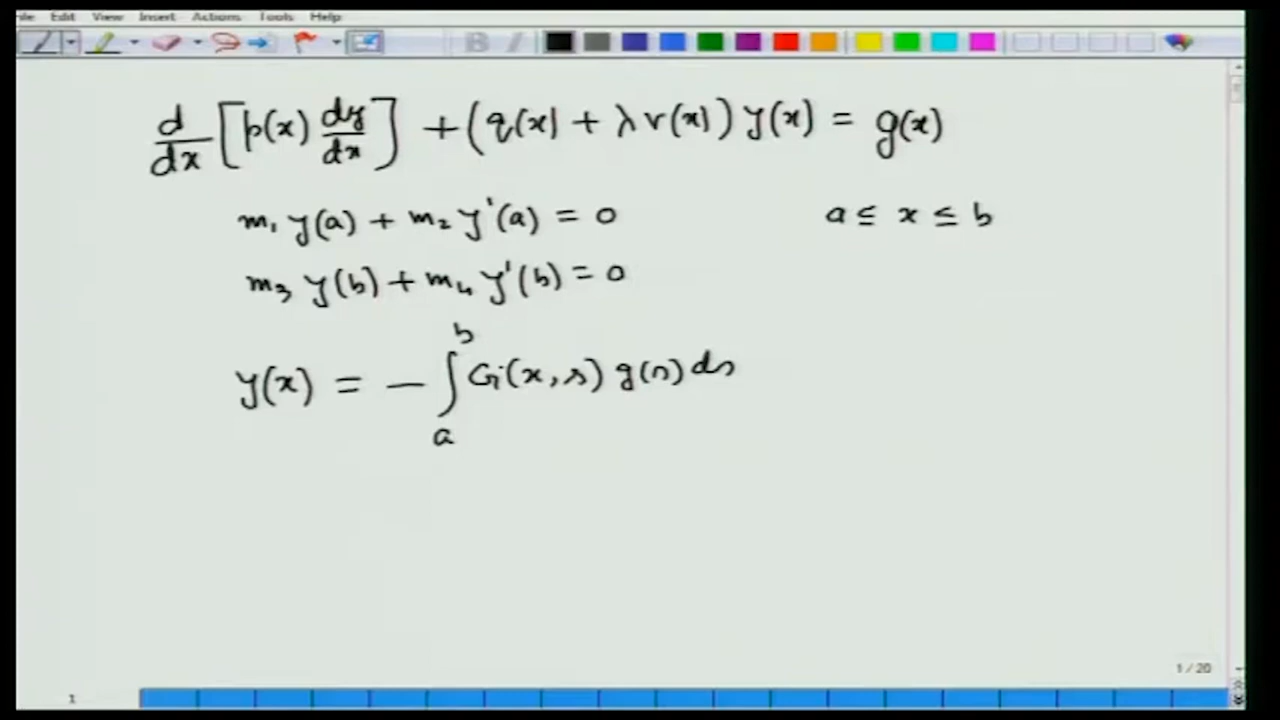 Edit View Insert Actions Tools Help
d/dx [p(x) dy/dx] + (q(x) + λ r(x)) y(x) = g(x)
m₁ y(a) + m₂ y'(a) = 0 a ≤ x ≤ b
m₃ y(b) + m₄ y'(b) = 0
y(x) = − ∫ₐᵇ G(x, s) g(s) ds
1 / 20
1